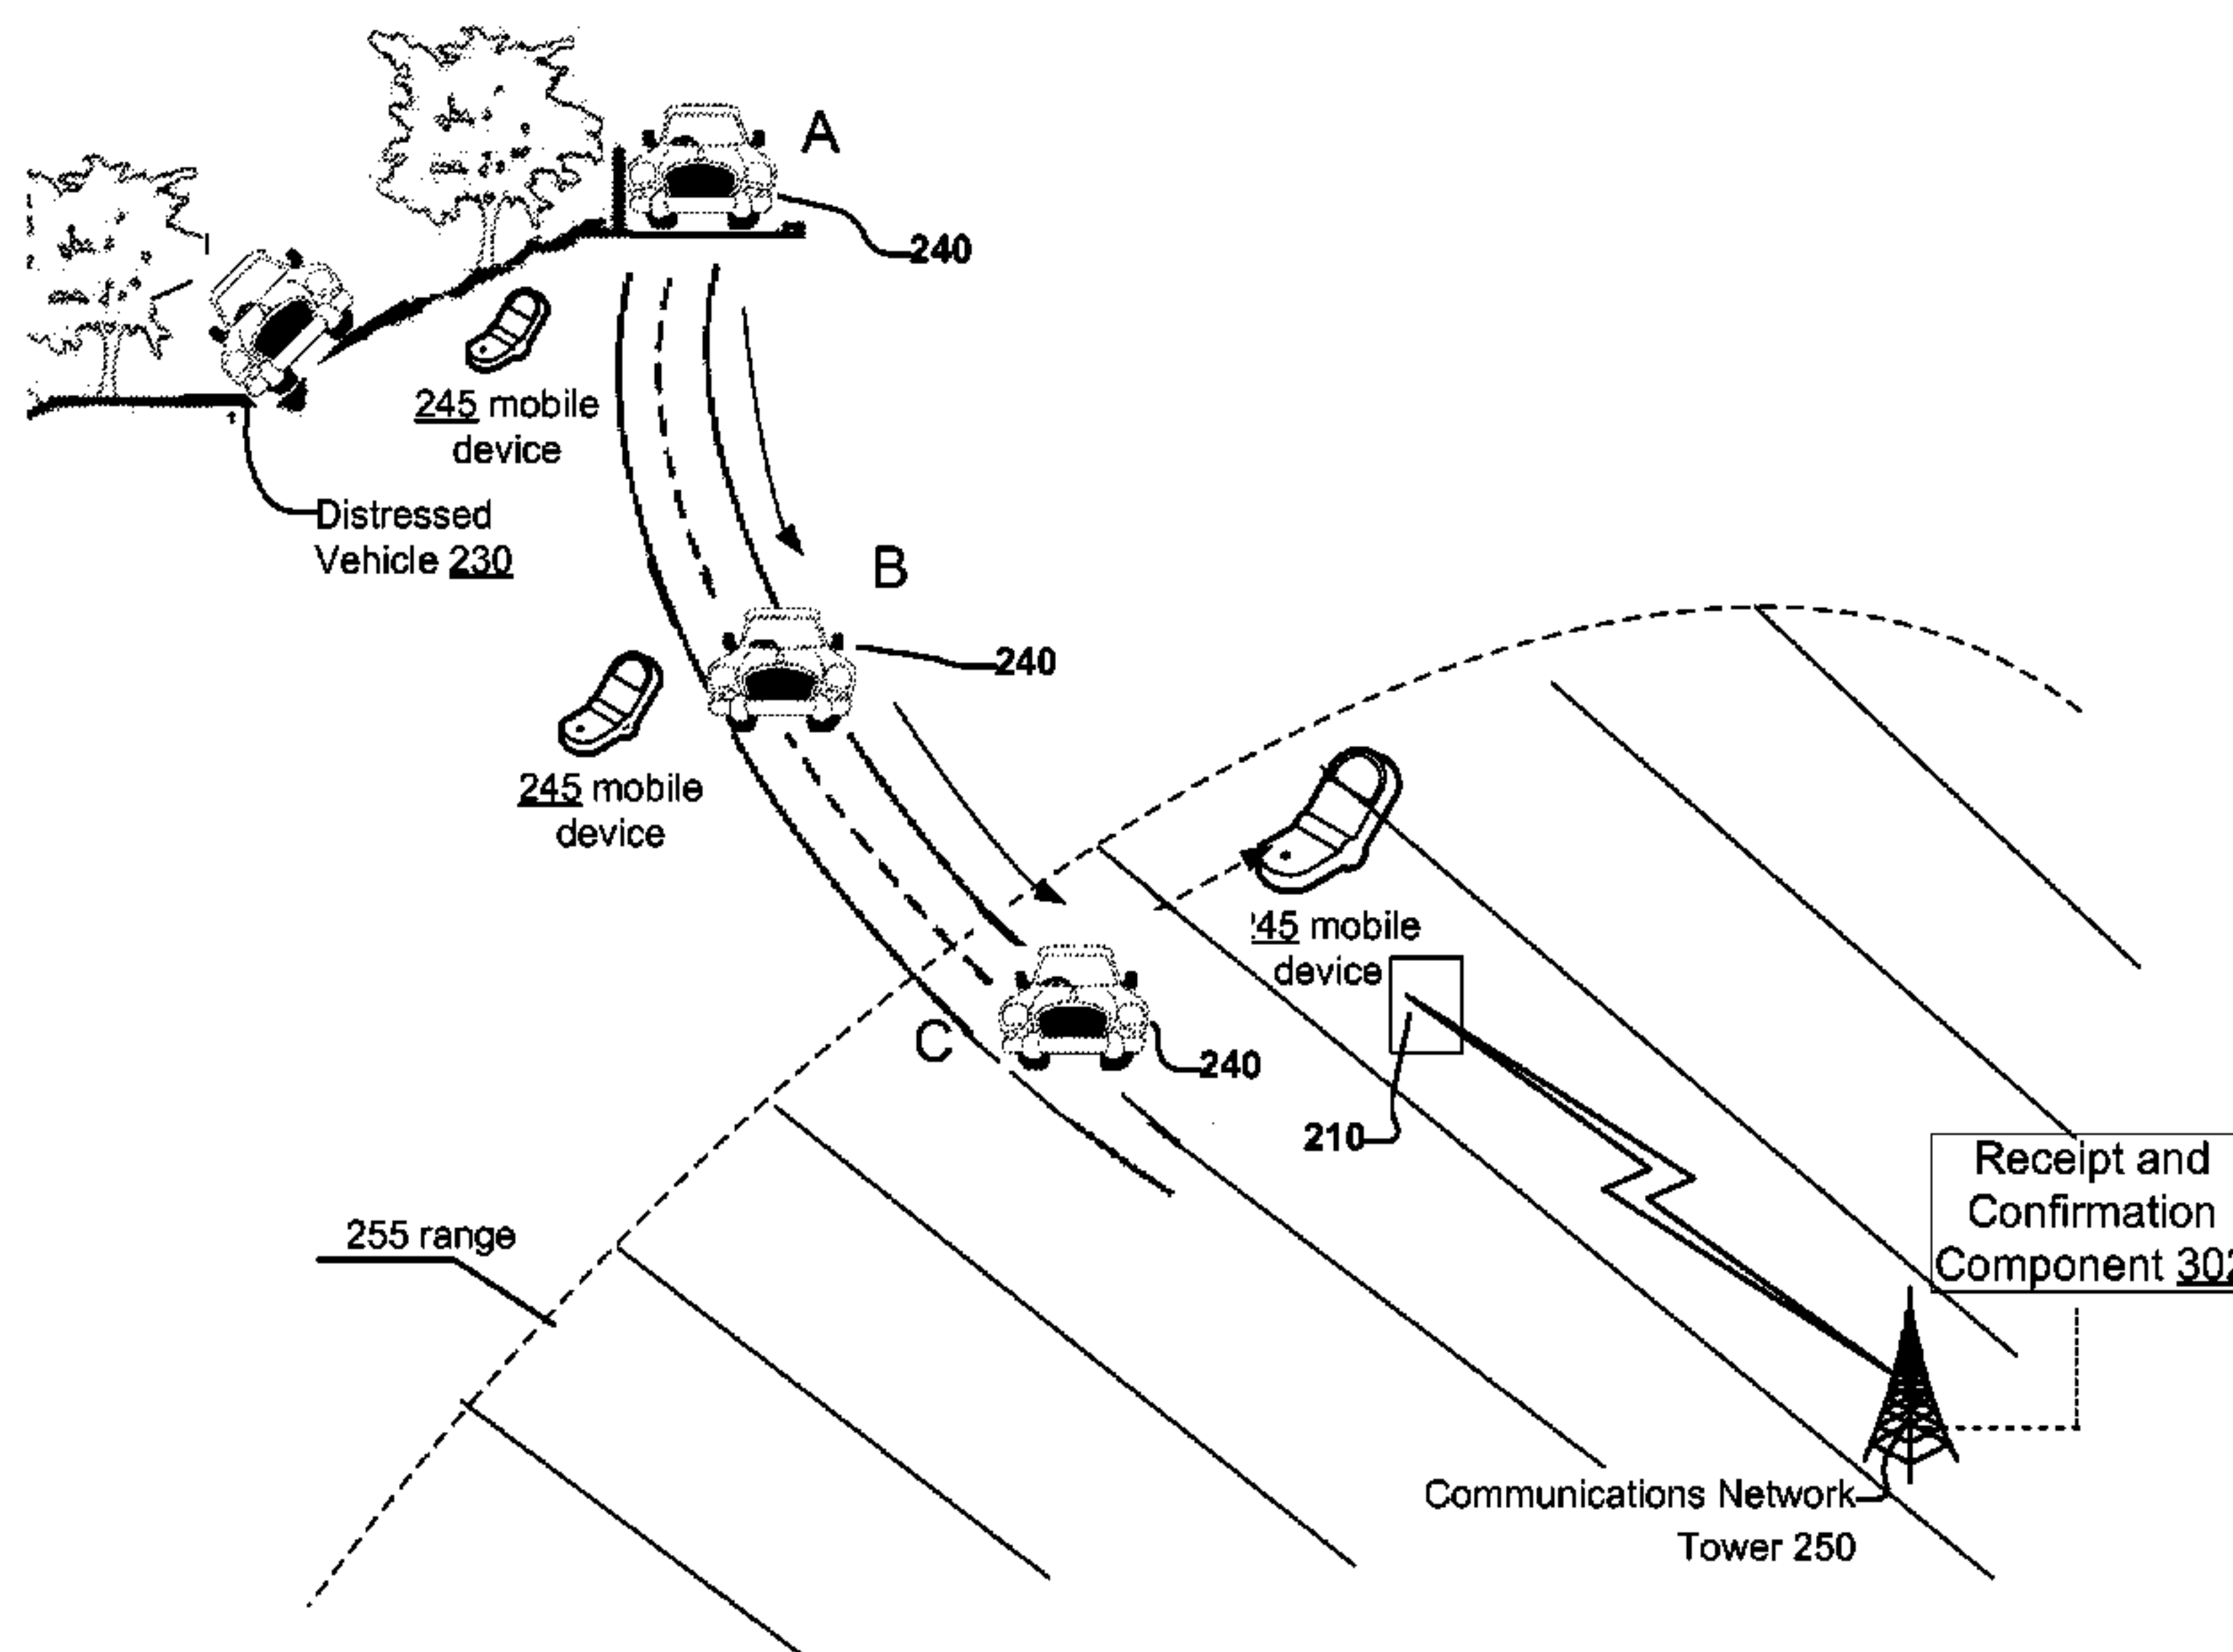 A
240
245 mobile
device
Distressed
Vehicle 230
B
240
245 mobile
device
45 mobile
device
C
240
210
Receipt and
Confirmation
Component 302
255 range
Communications Network
Tower 250